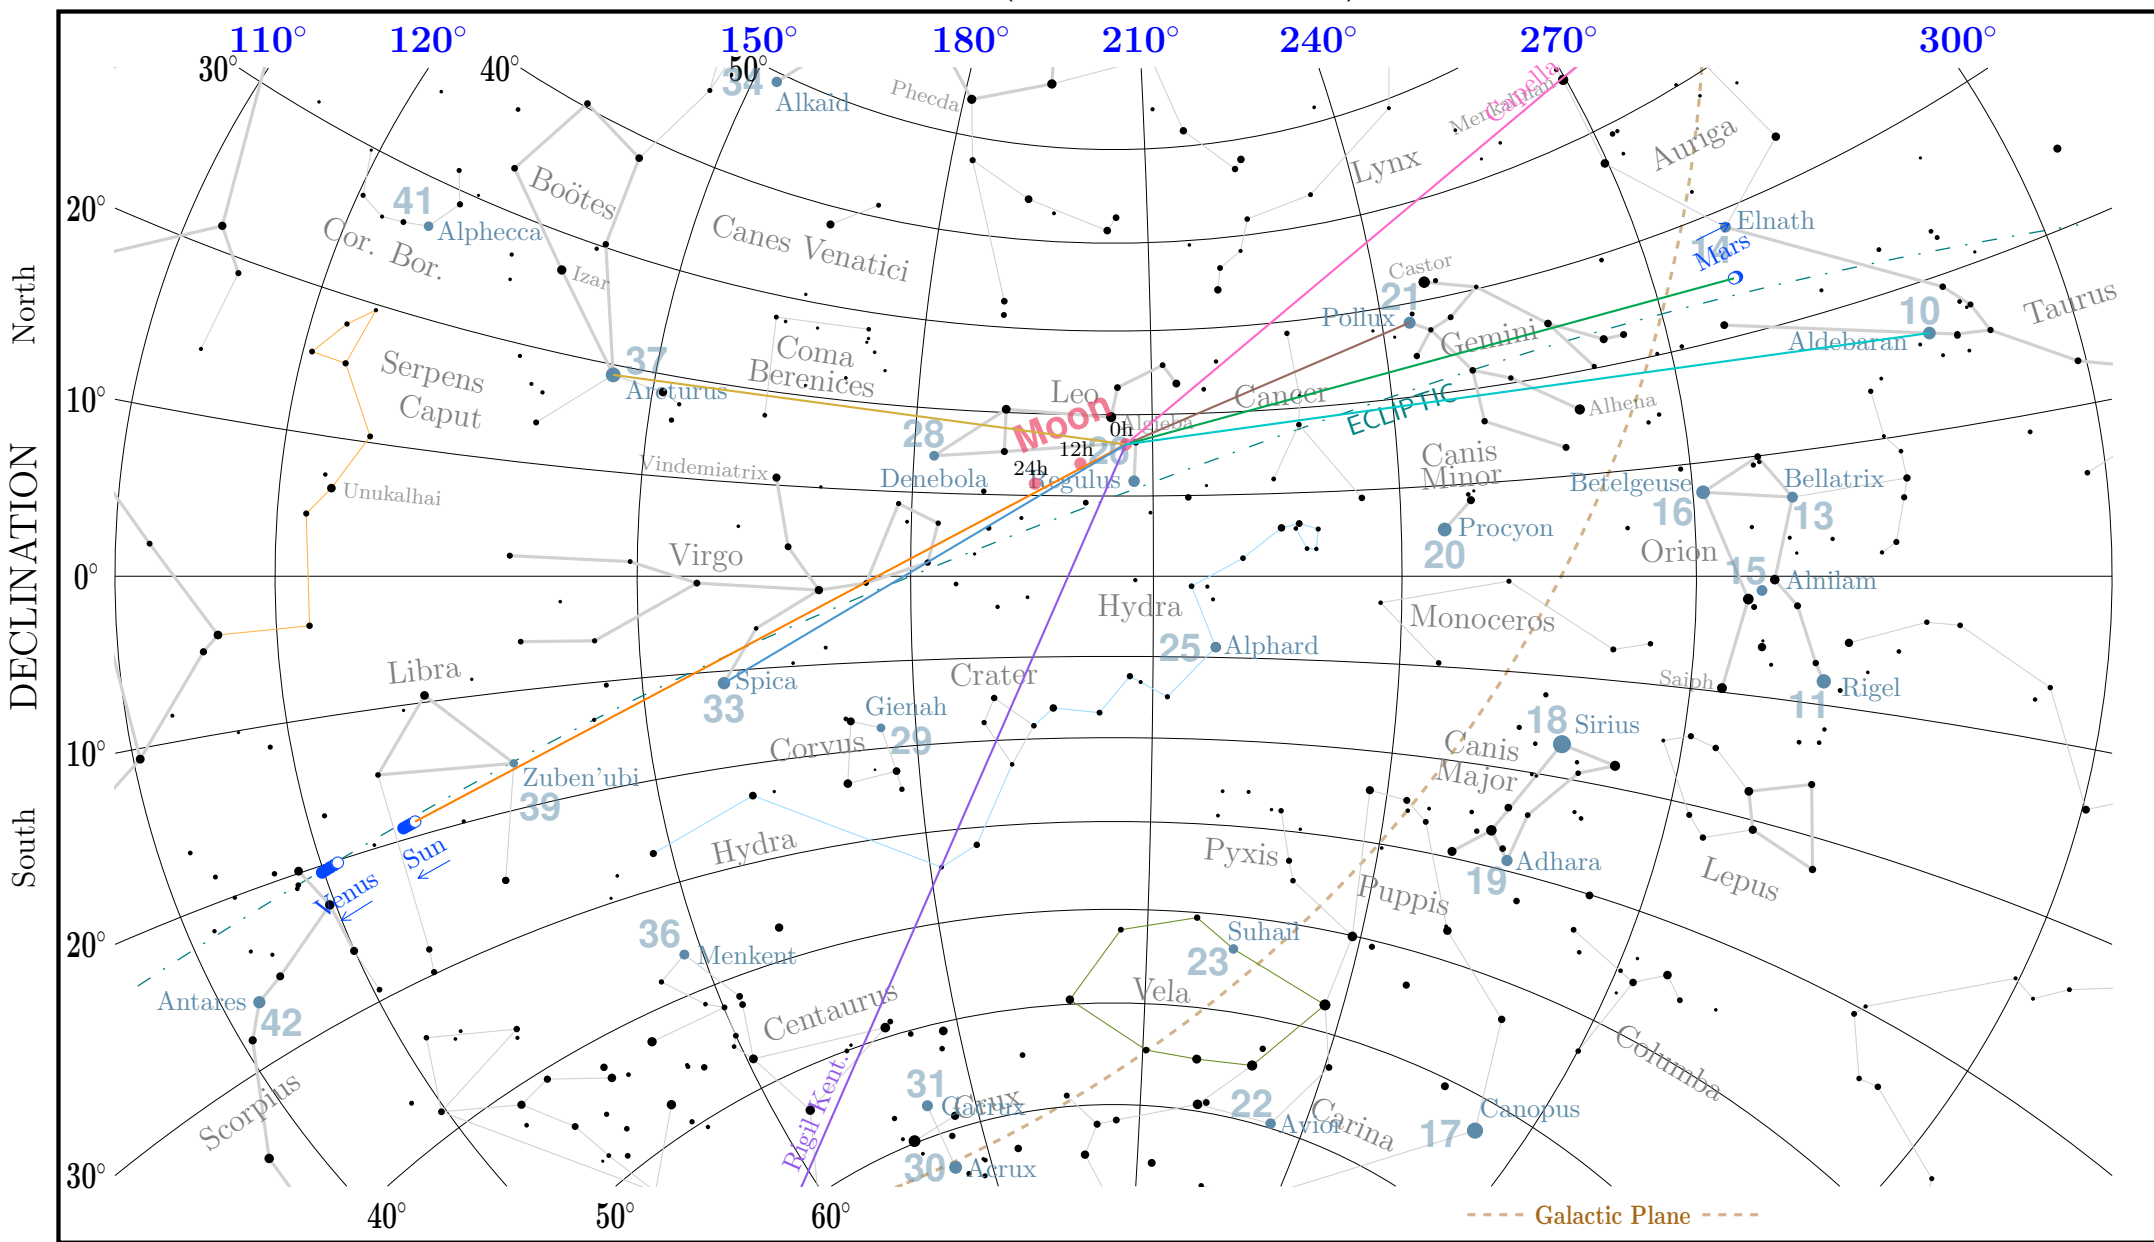 110° 120° 150° 180° 210° 240° 270° 300°
30° 40° 50°
34
Alkaid
Phecda
Capella
Menkalinan
Auriga
Lynx
Boötes
20°
41
Alphecca
Cor. Bor.
Izar
Canes Venatici
Elnath
14
Mars
Castor
21
Pollux
Gemini
10
Taurus
Aldebaran
North
Serpens
Caput
37
Arcturus
Coma
Berenices
Leo
Cancer
ECLIPTIC
Alhena
10°
Moon
0h
Algieba
12h
24h
26
Regulus
28
Denebola
Vindemiatrix
Unukalhai
Canis
Minor
Betelgeuse
16
Bellatrix
13
Procyon
20
Orion
DECLINATION
0°
Virgo
15
Alnilam
Hydra
Monoceros
25
Alphard
Libra
Spica
33
Crater
Gienah
29
Corvus
Saiph
11
Rigel
18
Sirius
Canis
Major
10°
Zuben'ubi
39
Sun
Venus
South
Hydra
Pyxis
Puppis
Adhara
19
Lepus
20°
36
Menkent
Suhail
23
Vela
Antares
42
Centaurus
Columba
Scorpius
Rigil Kent.
31
Gacrux
Crux
22
Avior
Carina
17
Canopus
30
Acrux
30°
40° 50° 60°
Galactic Plane